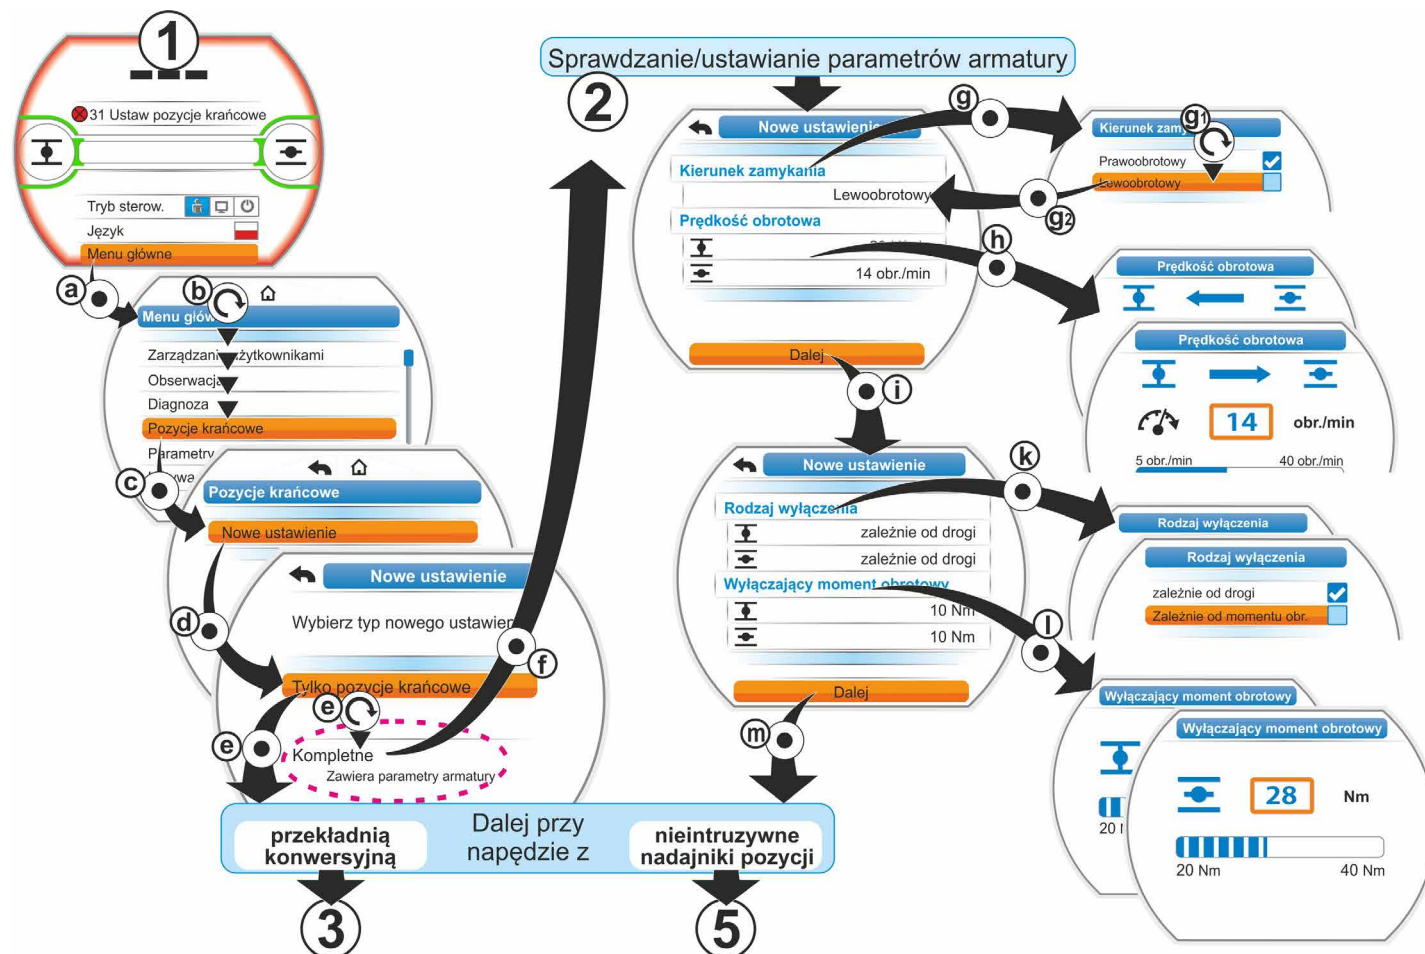 1
31 Ustaw pozycje krańcowe
Tryb sterow.
Język
Menu główne
a
b
Menu główn
Zarządzani użytkownikami
Obserwacja
Diagnoza
Pozycje krańcowe
Parametry
c
Pozycje krańcowe
Nowe ustawienie
d
Nowe ustawienie
Wybierz typ nowego ustawien
f
Tylko pozycje krańcowe
e
e
Kompletne
Zawiera parametry armatury
Sprawdzanie/ustawianie parametrów armatury
2
Nowe ustawienie
Kierunek zamykania
Lewoobrotowy
Prędkość obrotowa
14 obr./min
Dalej
g
Kierunek zamy
g1
Prawoobrotowy
Lewoobrotowy
g2
h
Prędkość obrotowa
Prędkość obrotowa
14 obr./min
5 obr./min 40 obr./min
i
Nowe ustawienie
Rodzaj wyłączenia
zależnie od drogi
zależnie od drogi
Wyłączający moment obrotowy
10 Nm
10 Nm
Dalej
k
Rodzaj wyłączenia
Rodzaj wyłączenia
zależnie od drogi
Zależnie od momentu obr.
l
Wyłączający moment obrotowy
20
Wyłączający moment obrotowy
28 Nm
20 Nm 40 Nm
m
Dalej przy
napędzie z
przekładnią
konwersyjną
nieintruzywne
nadajniki pozycji
3
5